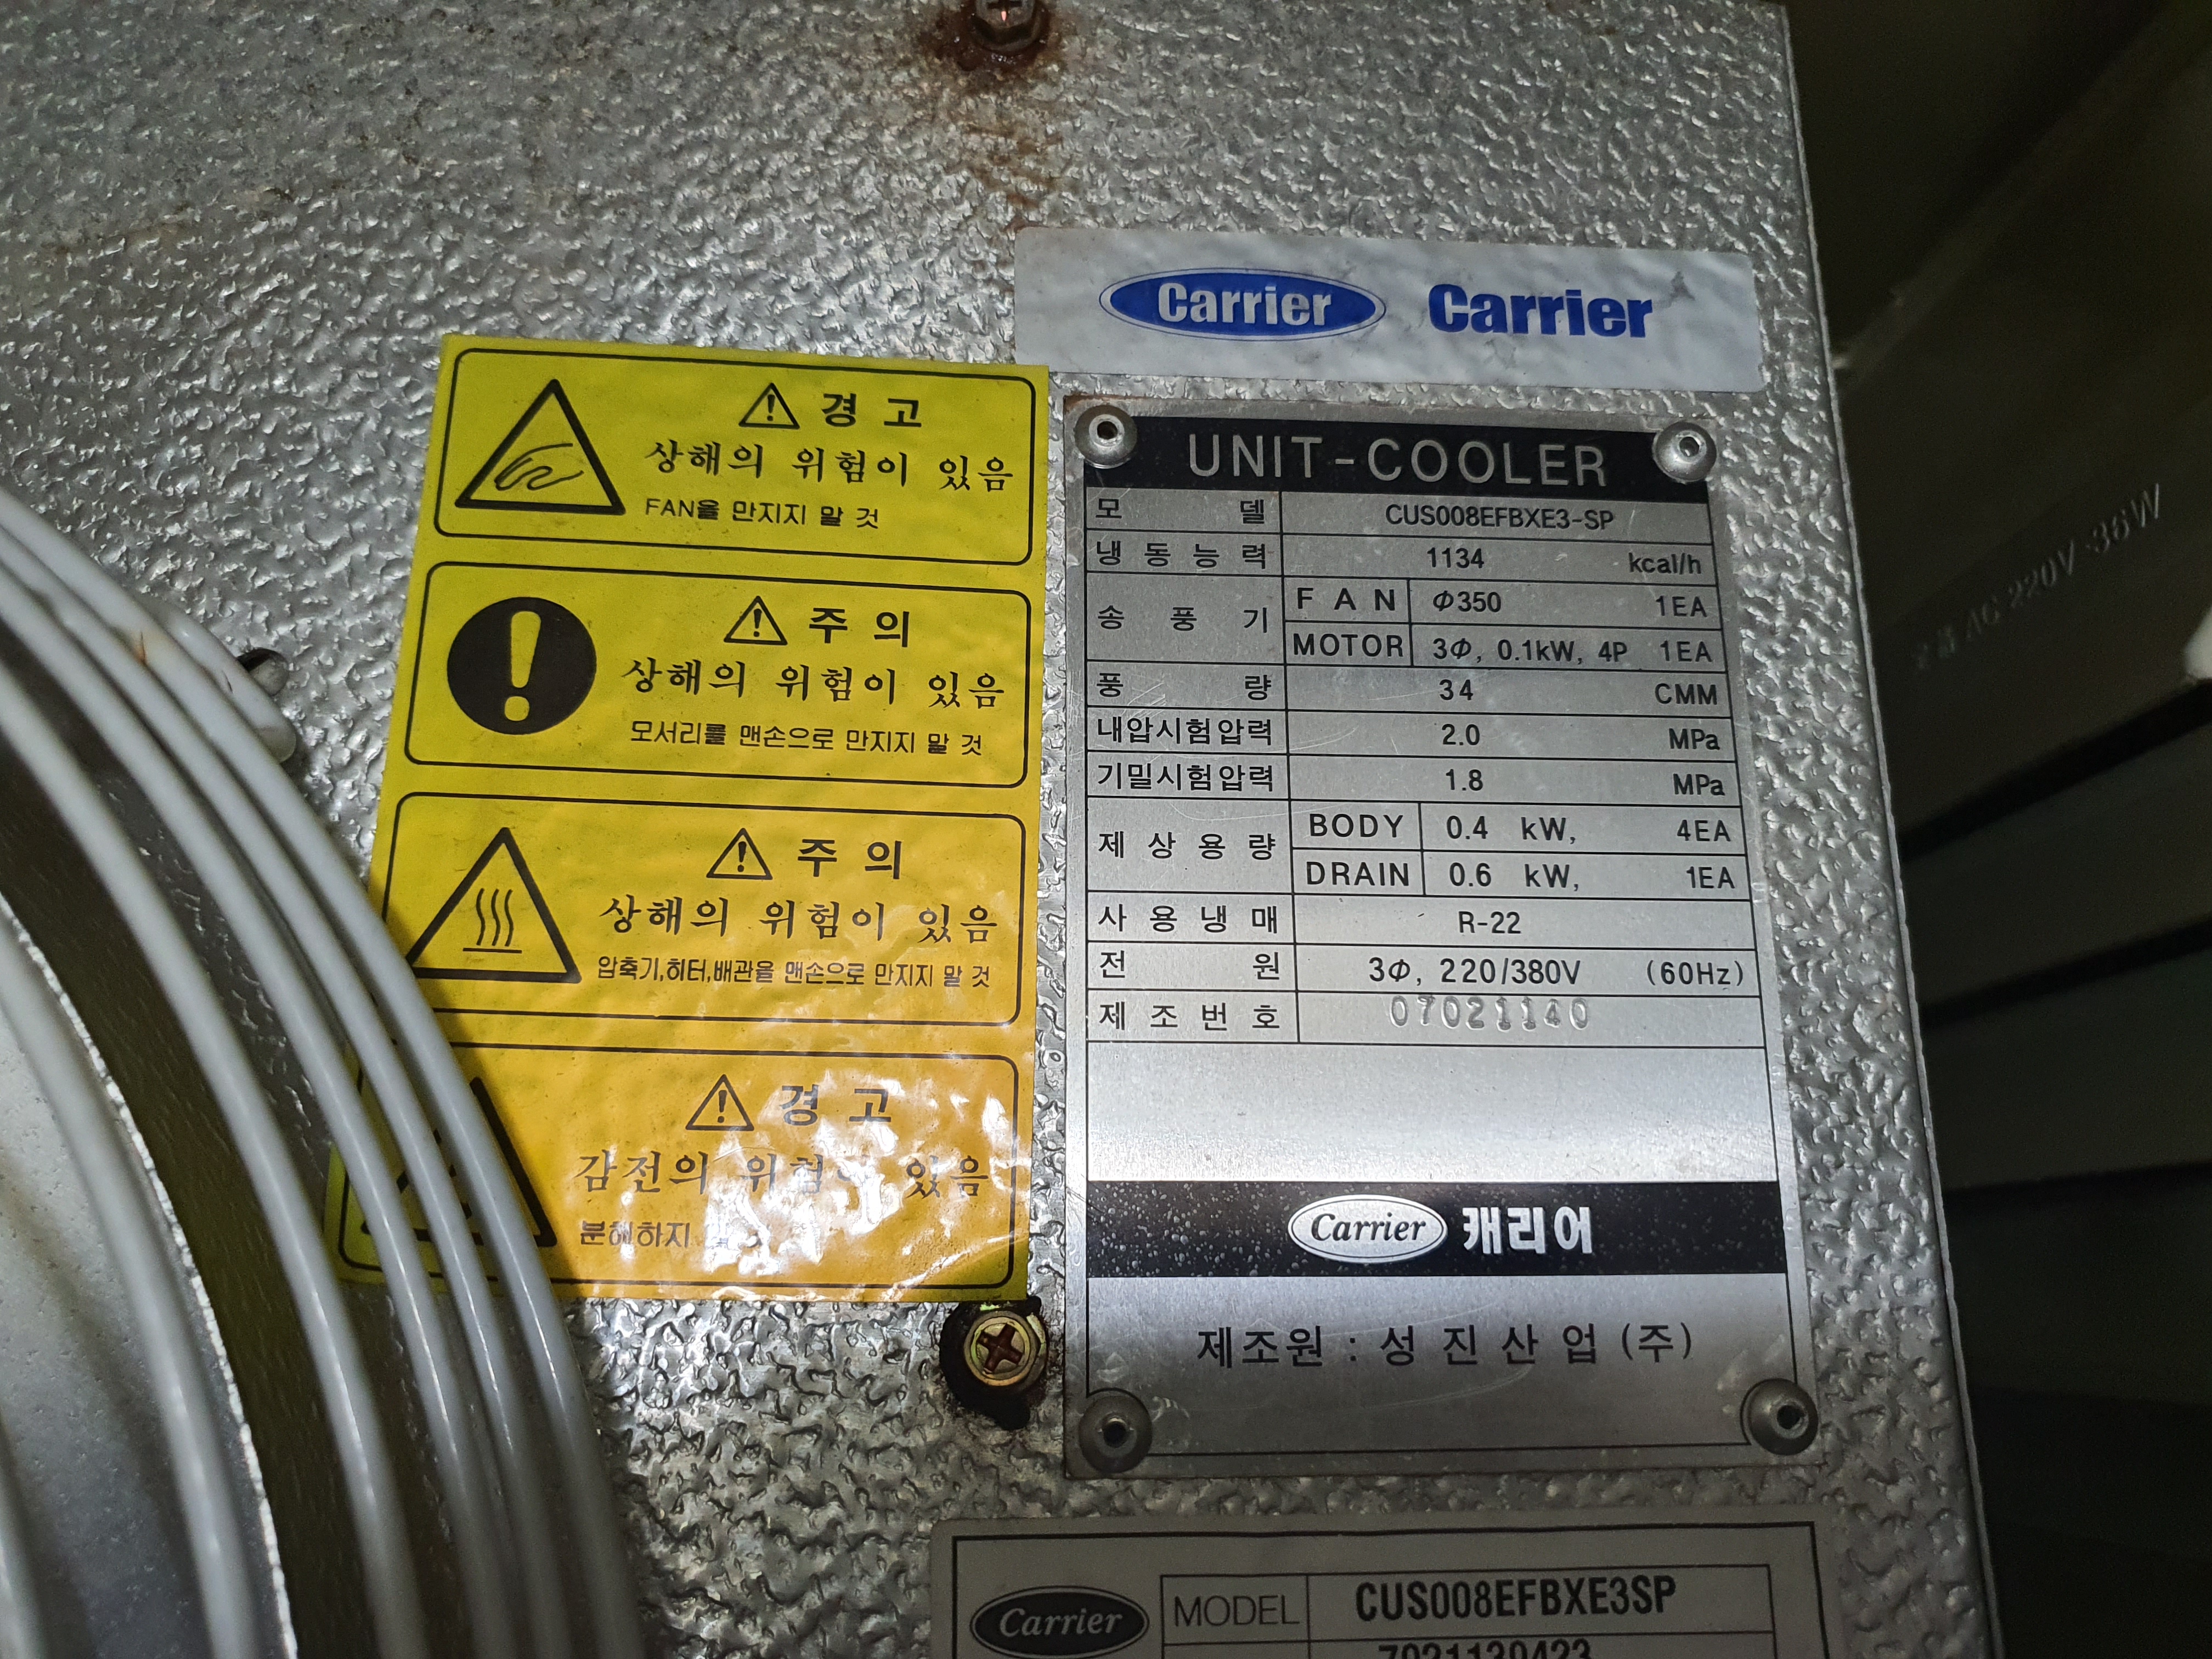 Carrier Carrier
경 고
상해의 위험이 있음
FAN을 만지지 말 것
주 의
상해의 위험이 있음
모서리를 맨손으로 만지지 말 것
주 의
상해의 위험이 있음
압축기,히터,배관을 맨손으로 만지지 말 것
경 고
감전의 위험이 있음
분해하지
UNIT-COOLER
모 델 CUS008EFBXE3-SP
냉 동 능 력 1134 kcal/h
송 풍 기 FAN Φ350 1EA
MOTOR 3Φ, 0.1kW, 4P 1EA
풍 량 34 CMM
내압시험압력 2.0 MPa
기밀시험압력 1.8 MPa
제 상 용 량 BODY 0.4 kW, 4EA
DRAIN 0.6 kW, 1EA
사 용 냉 매 R-22
전 원 3Φ, 220/380V (60Hz)
제 조 번 호 07021140
Carrier 캐리어
제조원 : 성 진 산 업 (주)
Carrier MODEL CUS008EFBXE3SP
AC 220V 36W